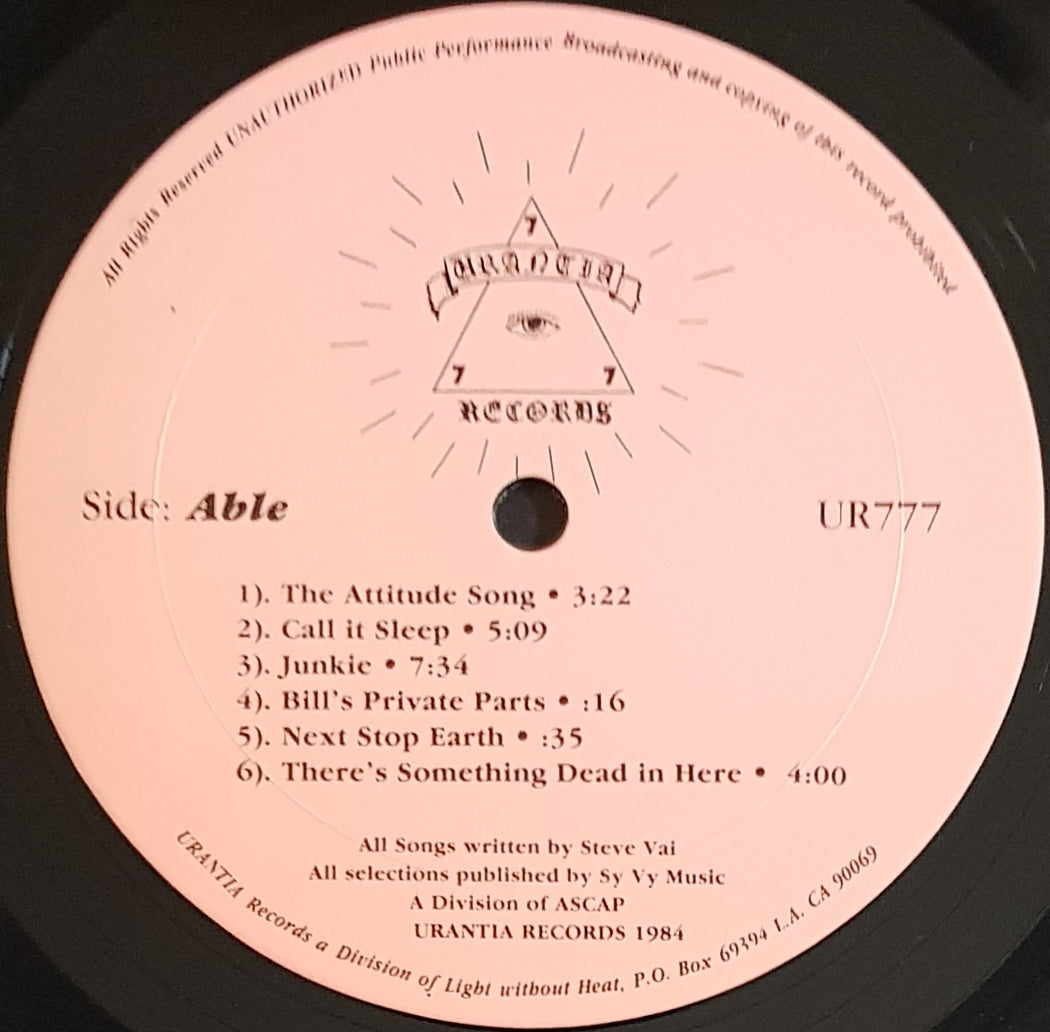 All Rights Reserved UNAUTHORIZED Public Performance Broadcasting and copying of this record prohibited
7
URANTIA
7 7
RECORDS
Side: Able
UR777
1). The Attitude Song • 3:22
2). Call it Sleep • 5:09
3). Junkie • 7:34
4). Bill's Private Parts • :16
5). Next Stop Earth • :35
6). There's Something Dead in Here • 4:00
All Songs written by Steve Vai
All selections published by Sy Vy Music
A Division of ASCAP
URANTIA RECORDS 1984
URANTIA Records a Division of Light without Heat, P.O. Box 69394 L.A. CA 90069